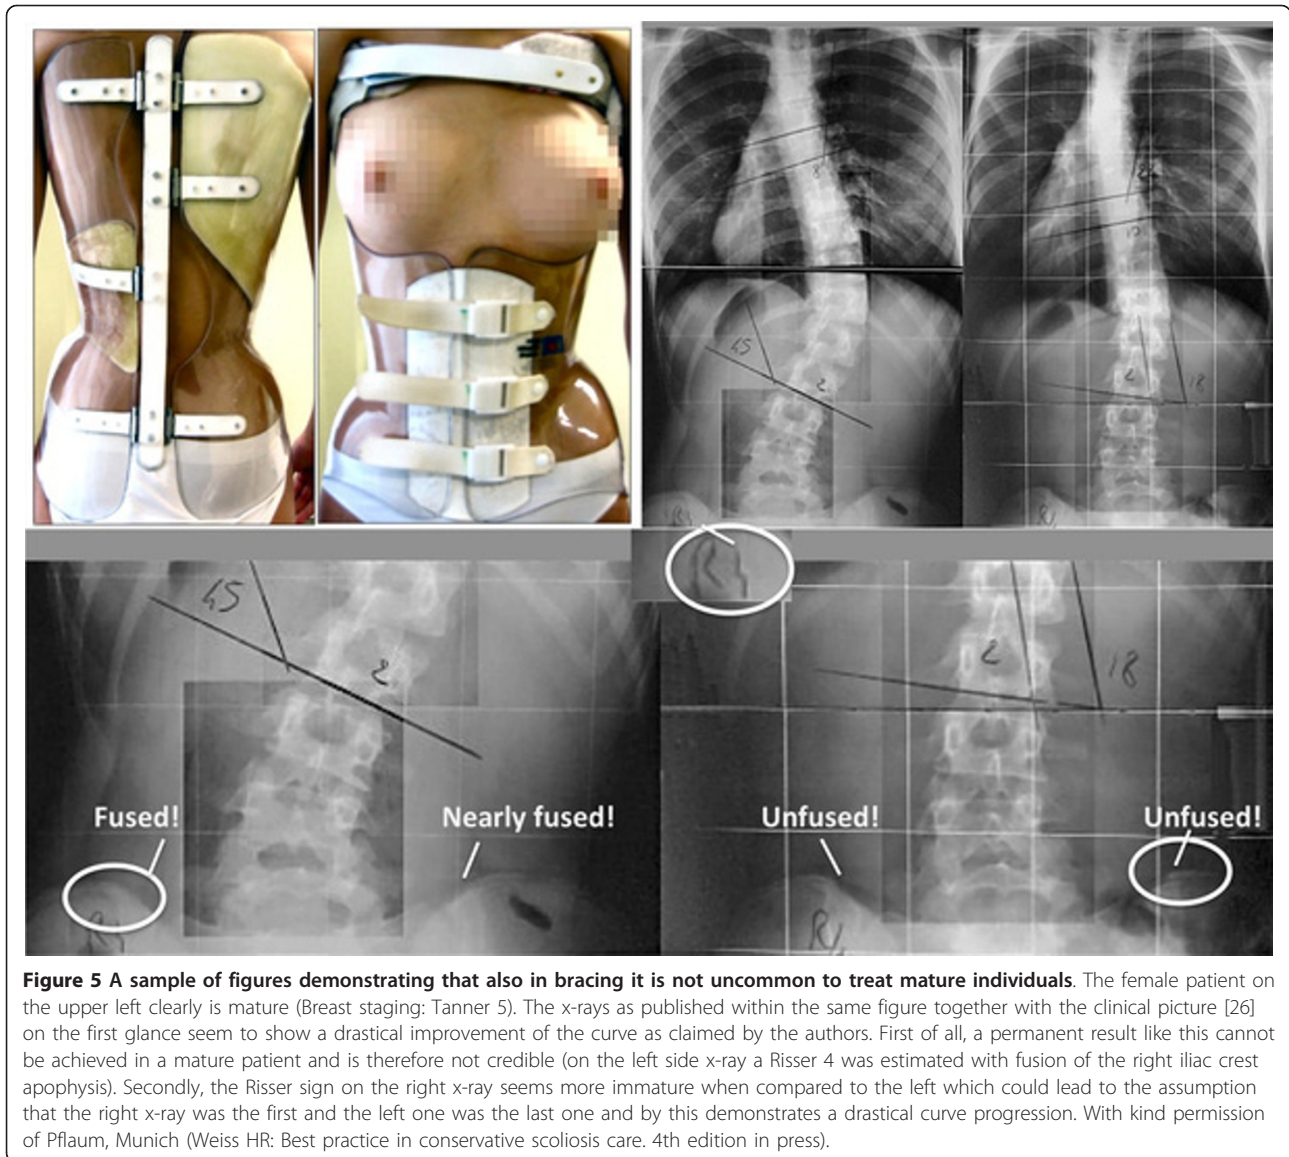 8
10
45
2
2
18
R4
45
2
2
18
Fused!
Nearly fused!
Unfused!
Unfused!
Figure 5 A sample of figures demonstrating that also in bracing it is not uncommon to treat mature individuals. The female patient on
the upper left clearly is mature (Breast staging: Tanner 5). The x-rays as published within the same figure together with the clinical picture [26]
on the first glance seem to show a drastical improvement of the curve as claimed by the authors. First of all, a permanent result like this cannot
be achieved in a mature patient and is therefore not credible (on the left side x-ray a Risser 4 was estimated with fusion of the right iliac crest
apophysis). Secondly, the Risser sign on the right x-ray seems more immature when compared to the left which could lead to the assumption
that the right x-ray was the first and the left one was the last one and by this demonstrates a drastical curve progression. With kind permission
of Pflaum, Munich (Weiss HR: Best practice in conservative scoliosis care. 4th edition in press).